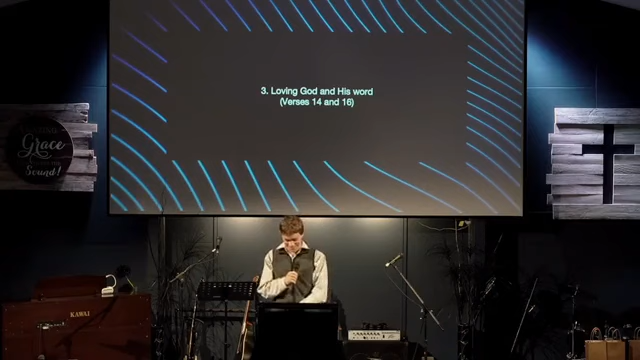 3. Loving God and His word
(Verses 14 and 16)
Grace
Sound!
KAWAI